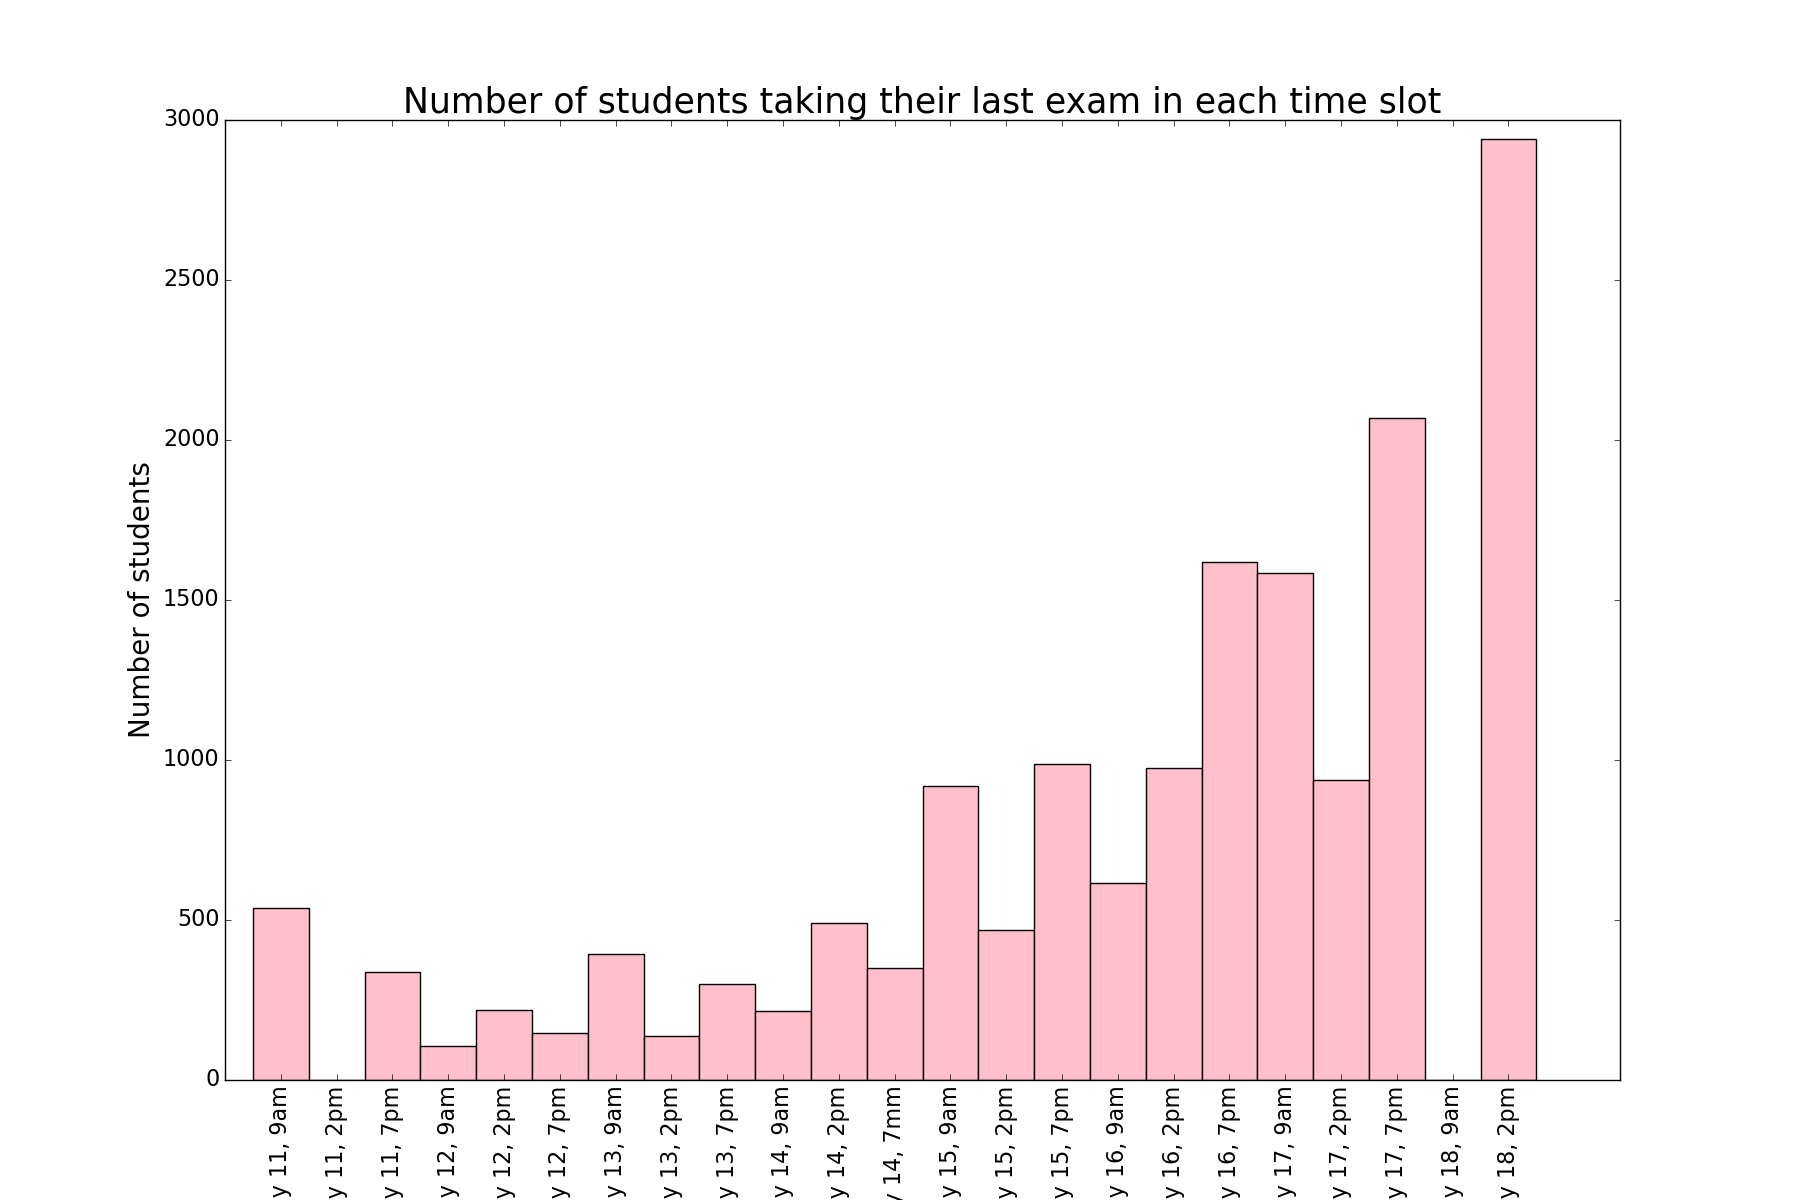 Number of students taking their last exam in each time slot
Number of students
3000
2500
2000
1500
1000
500
0
y 11, 9am
y 11, 2pm
y 11, 7pm
y 12, 9am
y 12, 2pm
y 12, 7pm
y 13, 9am
y 13, 2pm
y 13, 7pm
y 14, 9am
y 14, 2pm
y 14, 7mm
y 15, 9am
y 15, 2pm
y 15, 7pm
y 16, 9am
y 16, 2pm
y 16, 7pm
y 17, 9am
y 17, 2pm
y 17, 7pm
y 18, 9am
y 18, 2pm